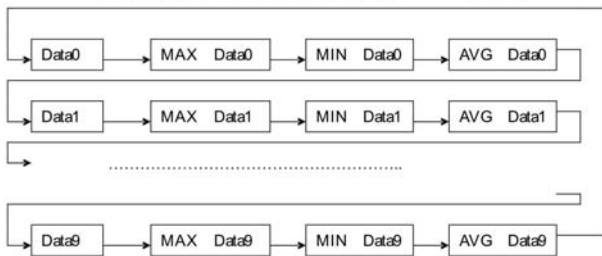 Data0 MAX Data0 MIN Data0 AVG Data0
Data1 MAX Data1 MIN Data1 AVG Data1
................................................................
Data9 MAX Data9 MIN Data9 AVG Data9